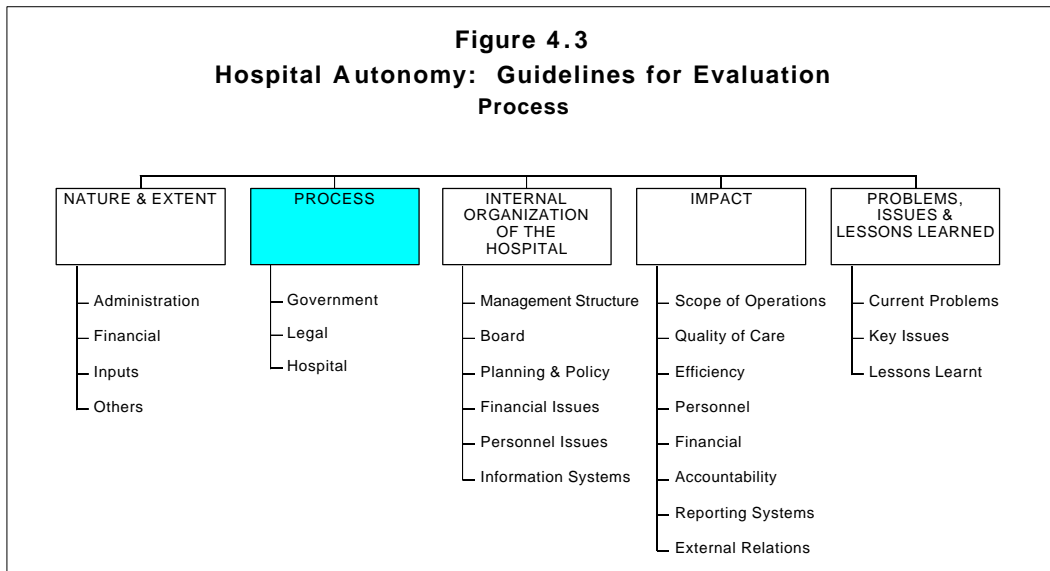 Figure 4.3
Hospital Autonomy: Guidelines for Evaluation
Process
NATURE & EXTENT
Administration
Financial
Inputs
Others
PROCESS
Government
Legal
Hospital
INTERNAL
ORGANIZATION
OF THE
HOSPITAL
Management Structure
Board
Planning & Policy
Financial Issues
Personnel Issues
Information Systems
IMPACT
Scope of Operations
Quality of Care
Efficiency
Personnel
Financial
Accountability
Reporting Systems
External Relations
PROBLEMS,
ISSUES &
LESSONS LEARNED
Current Problems
Key Issues
Lessons Learnt